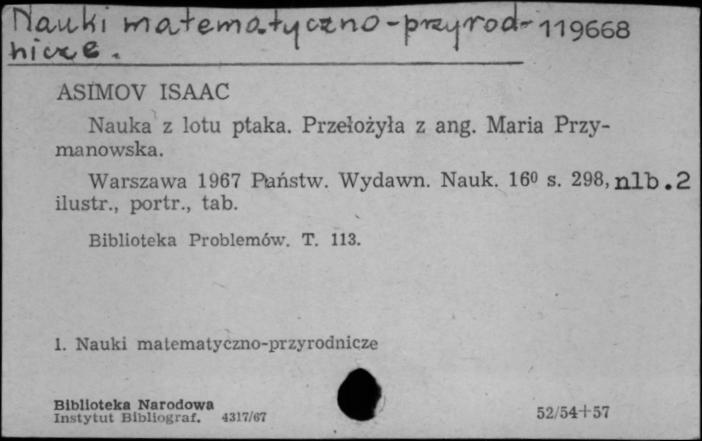 Nauki matematyczno-przyrod- 119668
nicze.
ASIMOV ISAAC
Nauka z lotu ptaka. Przełożyła z ang. Maria Przy-
manowska.
Warszawa 1967 Państw. Wydawn. Nauk. 16⁰ s. 298, nlb.2
ilustr., portr., tab.
Biblioteka Problemów. T. 113.
1. Nauki matematyczno-przyrodnicze
Biblioteka Narodowa
Instytut Bibliograf. 4317/67 52/54+57